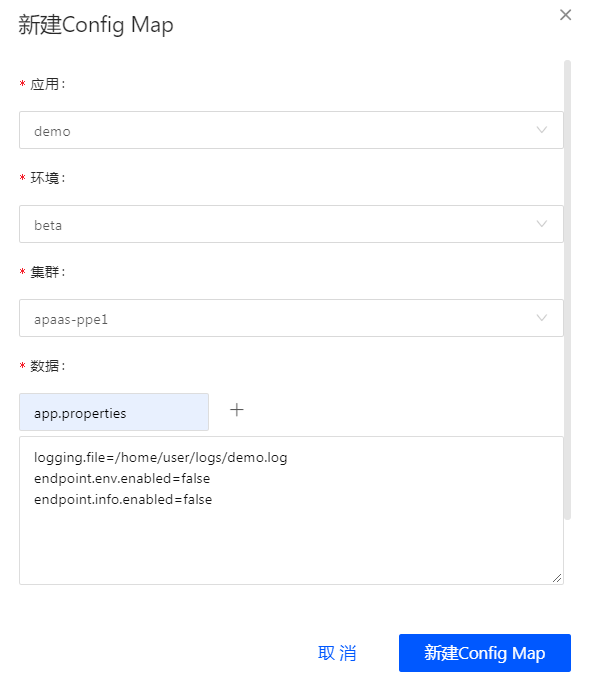 新建Config Map
* 应用:
demo
* 环境:
beta
* 集群:
apaas-ppe1
* 数据:
app.properties
logging.file=/home/user/logs/demo.log
endpoint.env.enabled=false
endpoint.info.enabled=false
取 消 新建Config Map